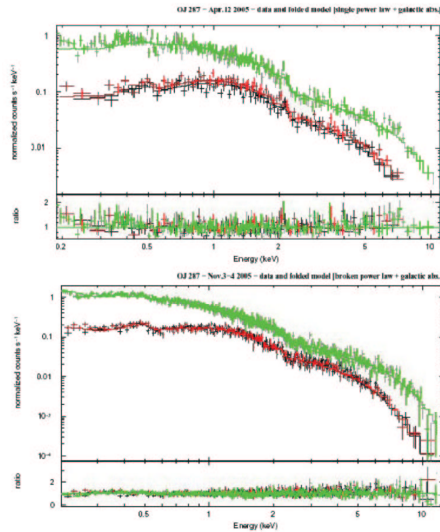 OJ 287 − Apr.12 2005 − data and folded model [single power law + galactic abs.]
normalized counts s⁻¹ keV⁻¹
1
0.1
0.01
ratio
2
1
0.2 0.5 1 2 5 10
Energy (keV)
OJ 287 − Nov.3−4 2005 − data and folded model [broken power law + galactic abs.
normalized counts s⁻¹ keV⁻¹
1
0.1
0.01
10⁻³
10⁻⁴
ratio
2
1
0
0.5 1 2 5 10
Energy (keV)